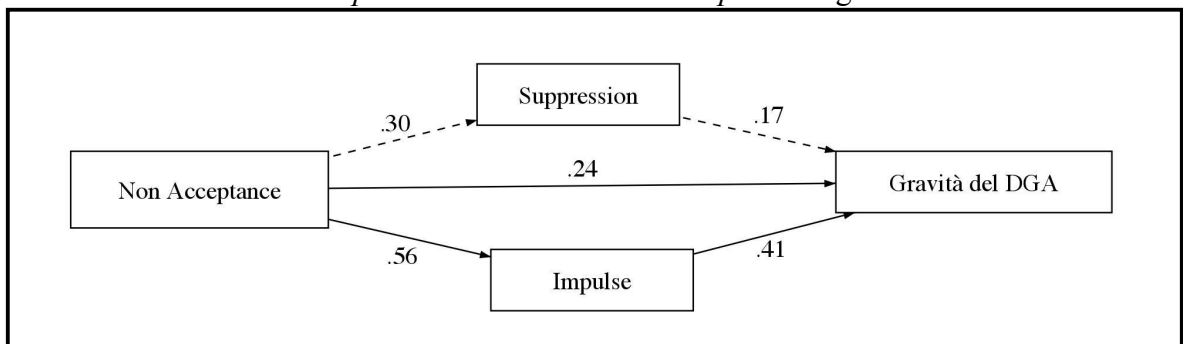 Suppression
.30
.17
Non Acceptance
.24
Gravità del DGA
.56
.41
Impulse